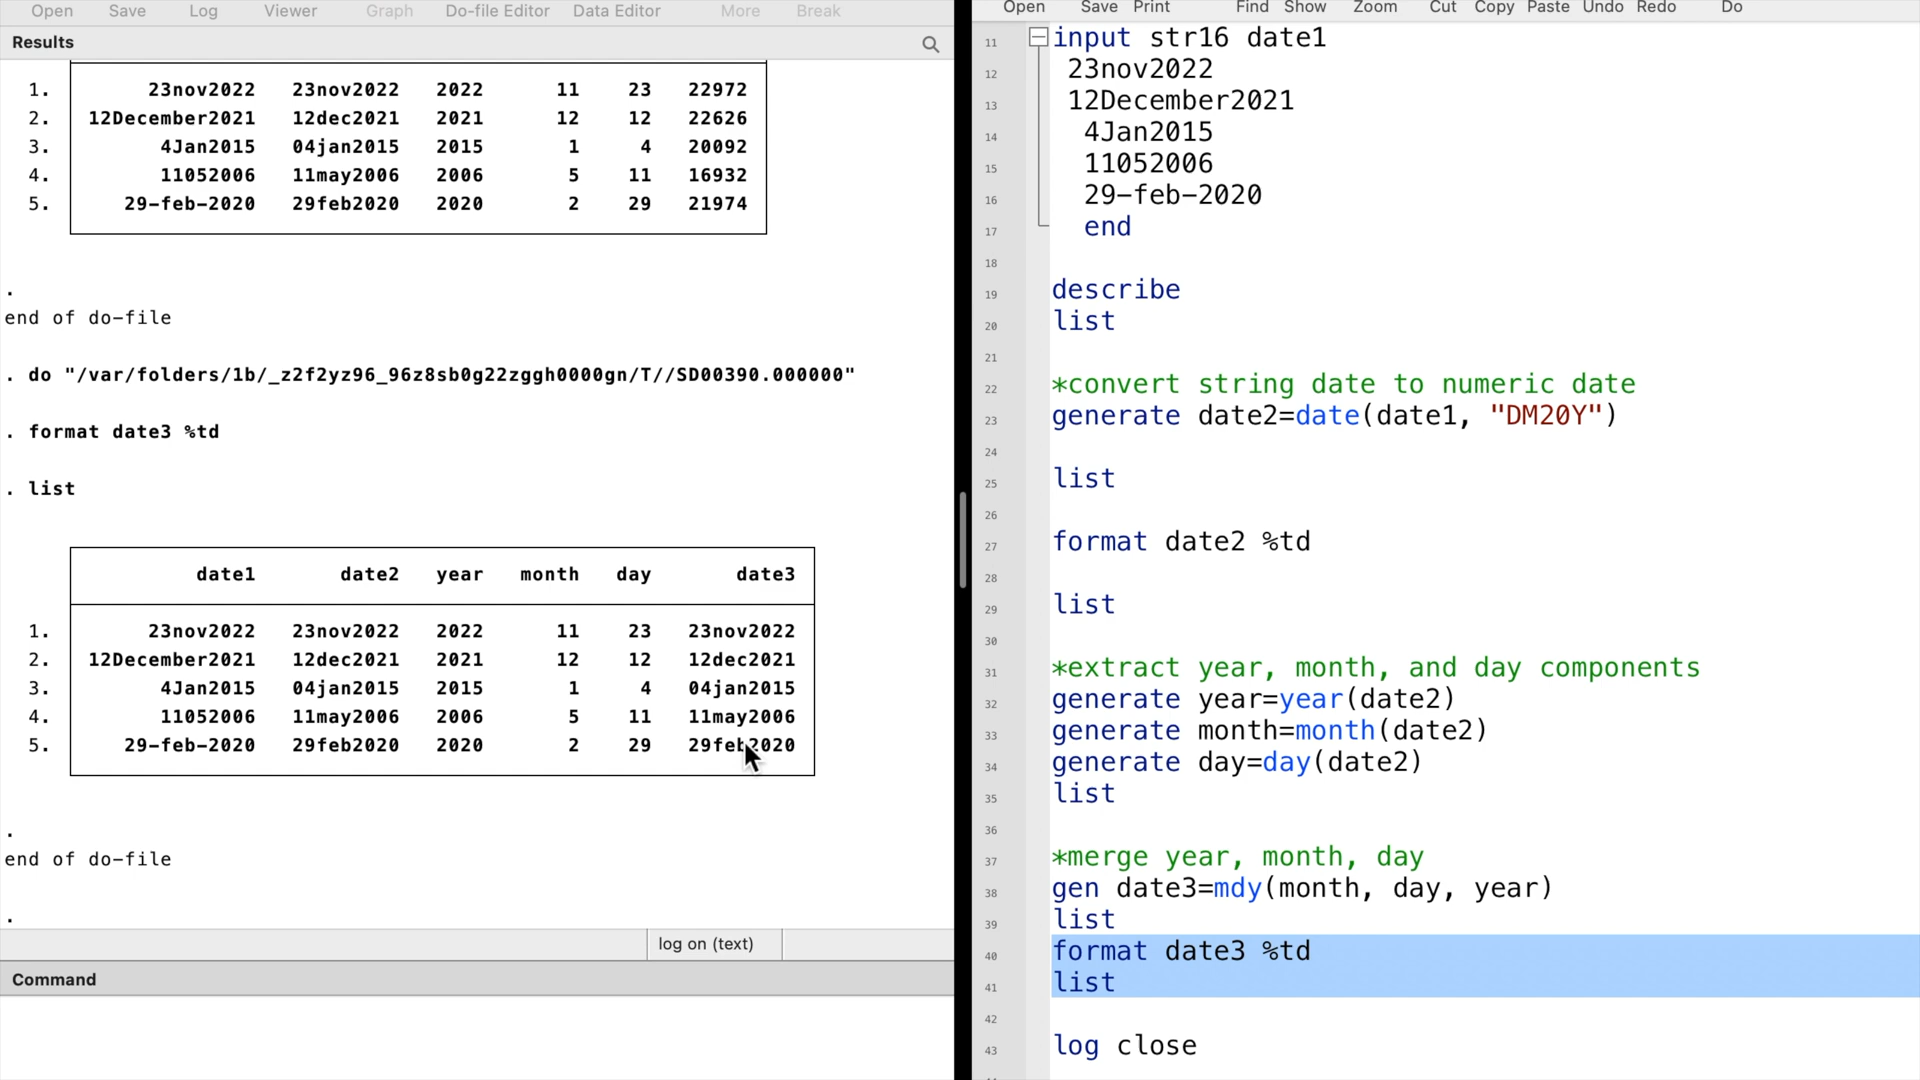 Open Save Log Viewer Graph Do-file Editor Data Editor More Break
Results
1. 23nov2022 23nov2022 2022 11 23 22972
2. 12December2021 12dec2021 2021 12 12 22626
3. 4Jan2015 04jan2015 2015 1 4 20092
4. 11052006 11may2006 2006 5 11 16932
5. 29-feb-2020 29feb2020 2020 2 29 21974
.
end of do-file
. do "/var/folders/1b/_z2f2yz96_96z8sb0g22zggh0000gn/T//SD00390.000000"
. format date3 %td
. list
date1 date2 year month day date3
1. 23nov2022 23nov2022 2022 11 23 23nov2022
2. 12December2021 12dec2021 2021 12 12 12dec2021
3. 4Jan2015 04jan2015 2015 1 4 04jan2015
4. 11052006 11may2006 2006 5 11 11may2006
5. 29-feb-2020 29feb2020 2020 2 29 29feb2020
.
end of do-file
.
log on (text)
Command
Open Save Print Find Show Zoom Cut Copy Paste Undo Redo Do
11 input str16 date1
12 23nov2022
13 12December2021
14 4Jan2015
15 11052006
16 29-feb-2020
17 end
18
19 describe
20 list
21
22 *convert string date to numeric date
23 generate date2=date(date1, "DM20Y")
24
25 list
26
27 format date2 %td
28
29 list
30
31 *extract year, month, and day components
32 generate year=year(date2)
33 generate month=month(date2)
34 generate day=day(date2)
35 list
36
37 *merge year, month, day
38 gen date3=mdy(month, day, year)
39 list
40 format date3 %td
41 list
42
43 log close